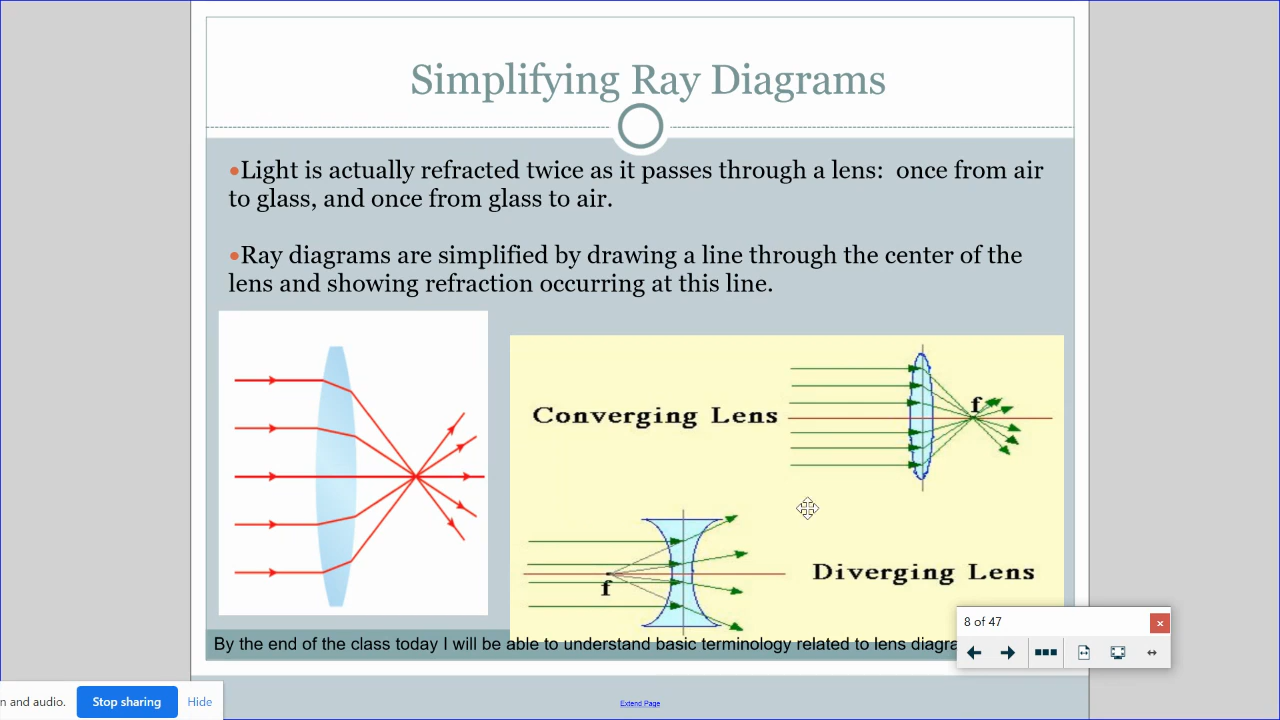 Simplifying Ray Diagrams
•Light is actually refracted twice as it passes through a lens:  once from air
to glass, and once from glass to air.
•Ray diagrams are simplified by drawing a line through the center of the
lens and showing refraction occurring at this line.
Converging Lens
f
f
Diverging Lens
By the end of the class today I will be able to understand basic terminology related to lens
8 of 47
and audio.
Stop sharing
Hide
Extend Page